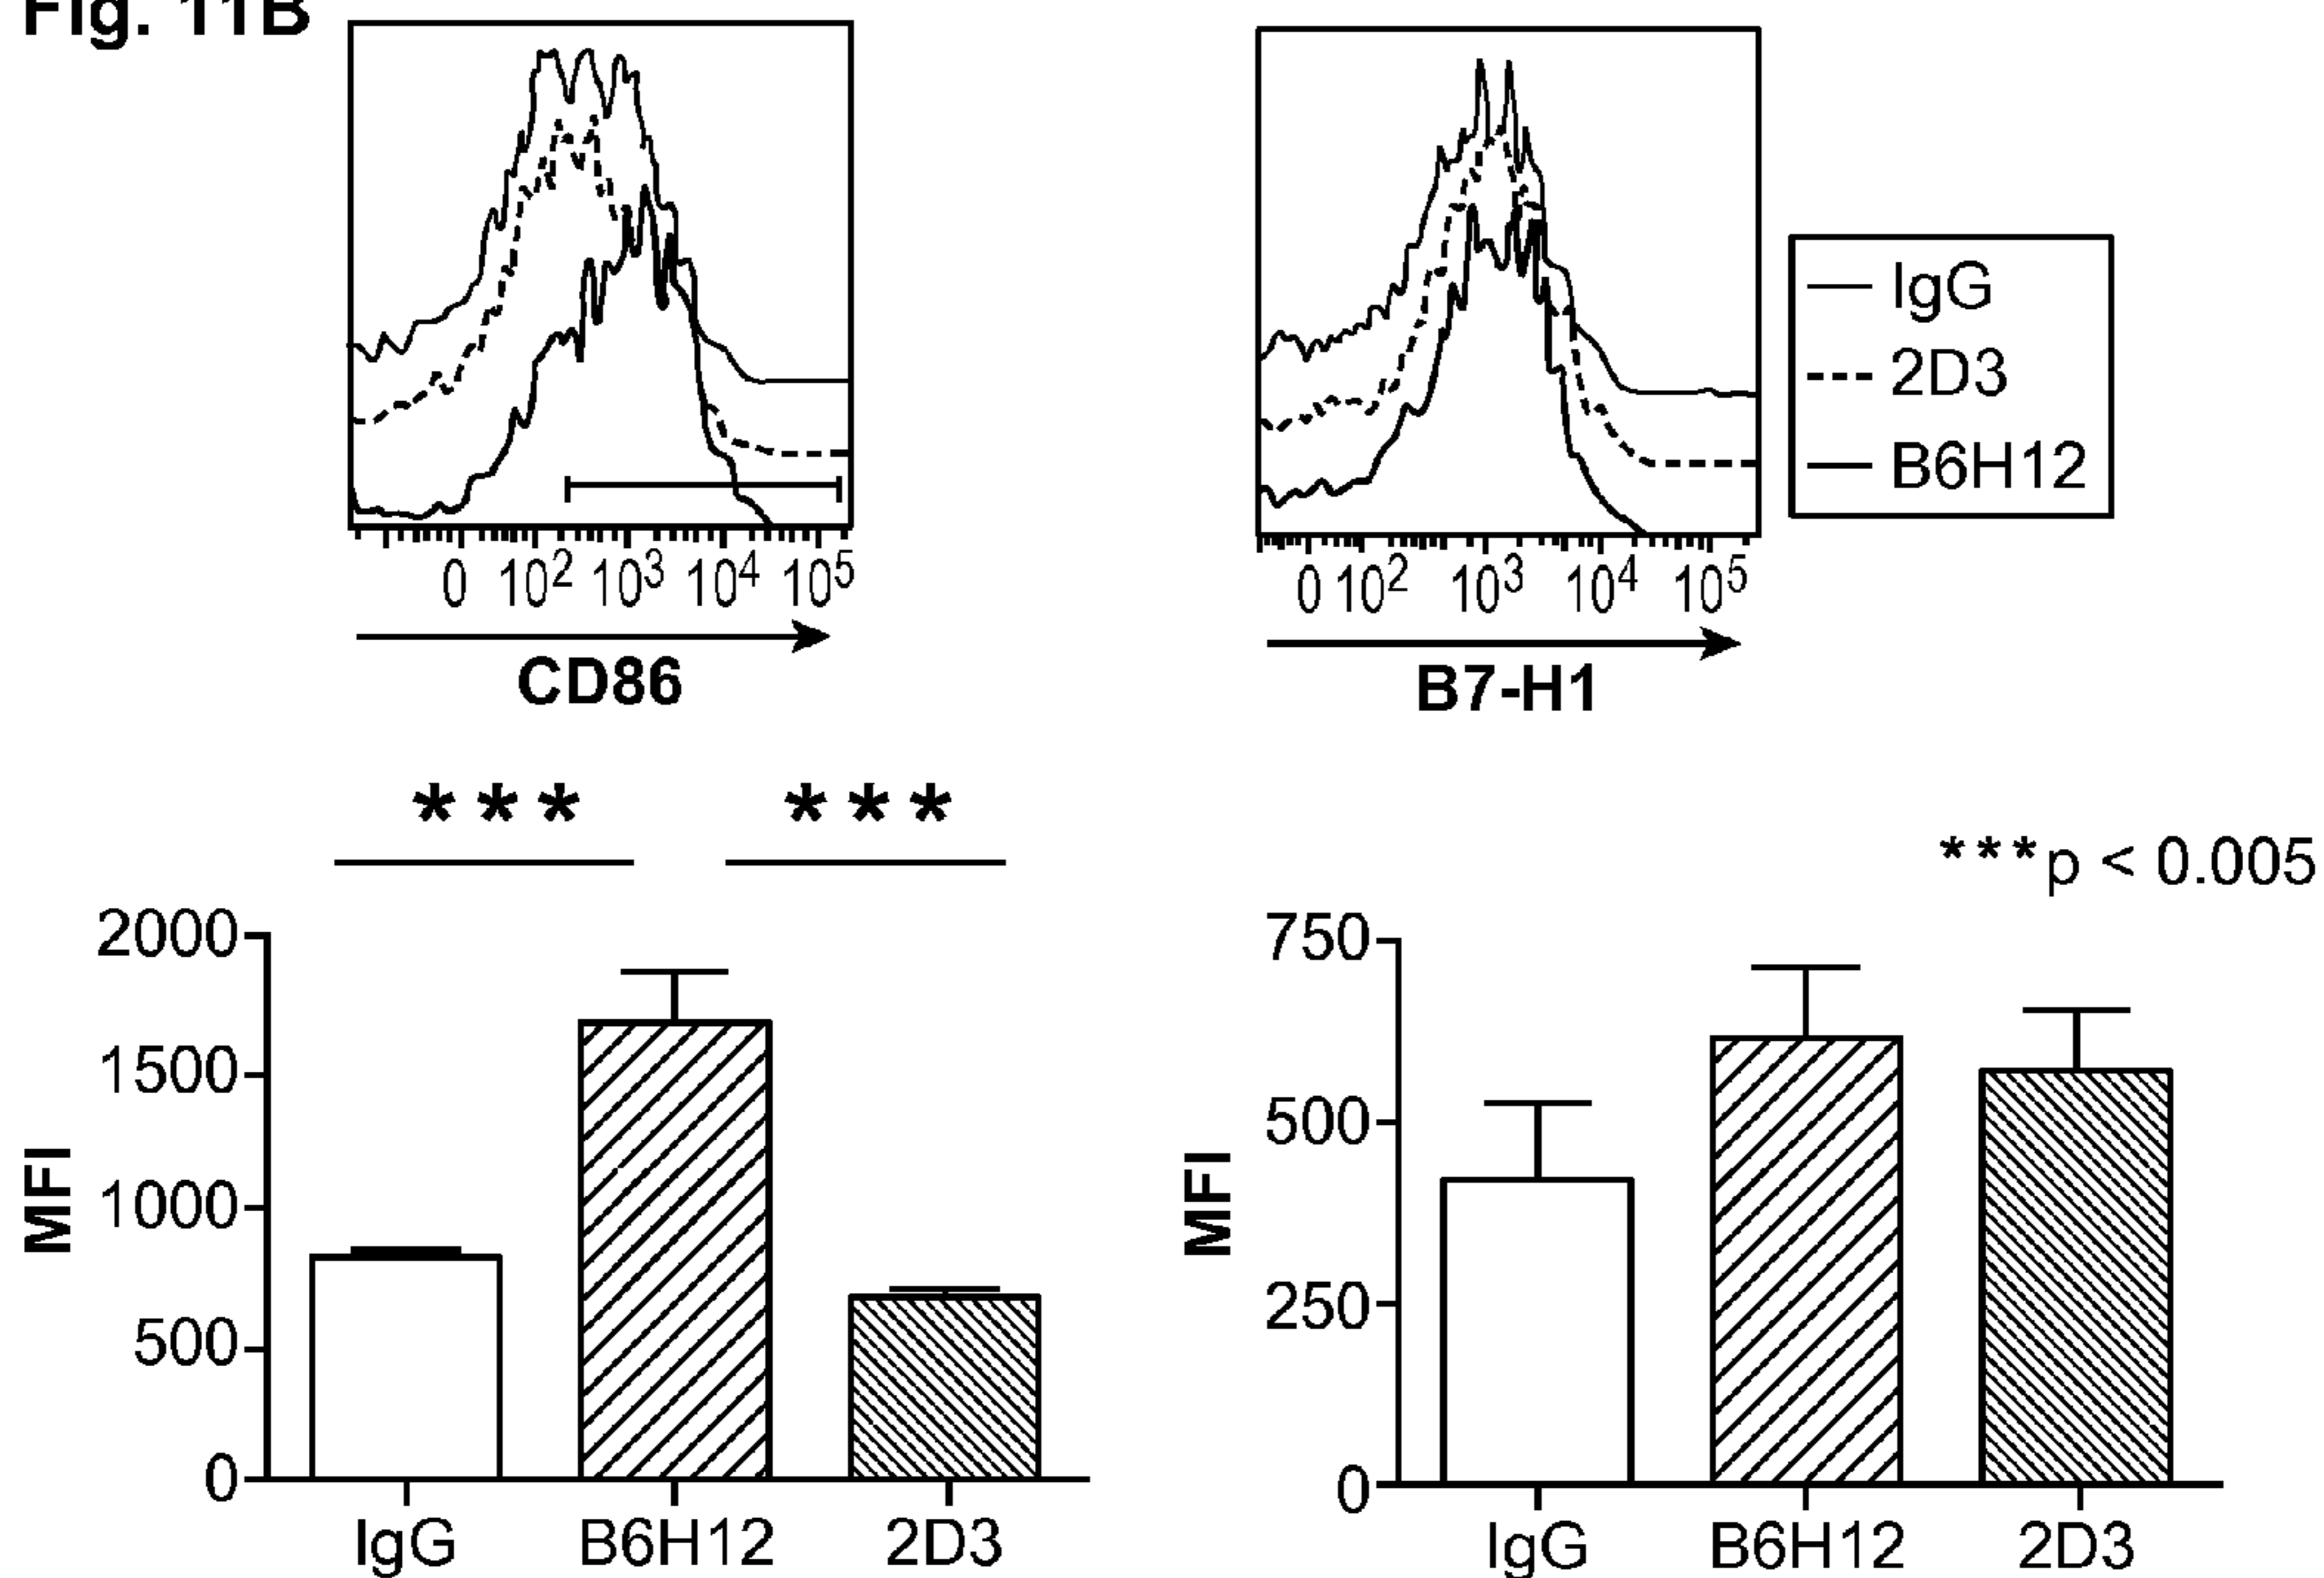 Fig. 11B
IgG
2D3
B6H12
0 10² 10³ 10⁴ 10⁵
CD86
0 10² 10³ 10⁴ 10⁵
B7-H1
*** ***
***p < 0.005
MFI
2000
1500
1000
500
0
IgG B6H12 2D3
MFI
750
500
250
0
IgG B6H12 2D3